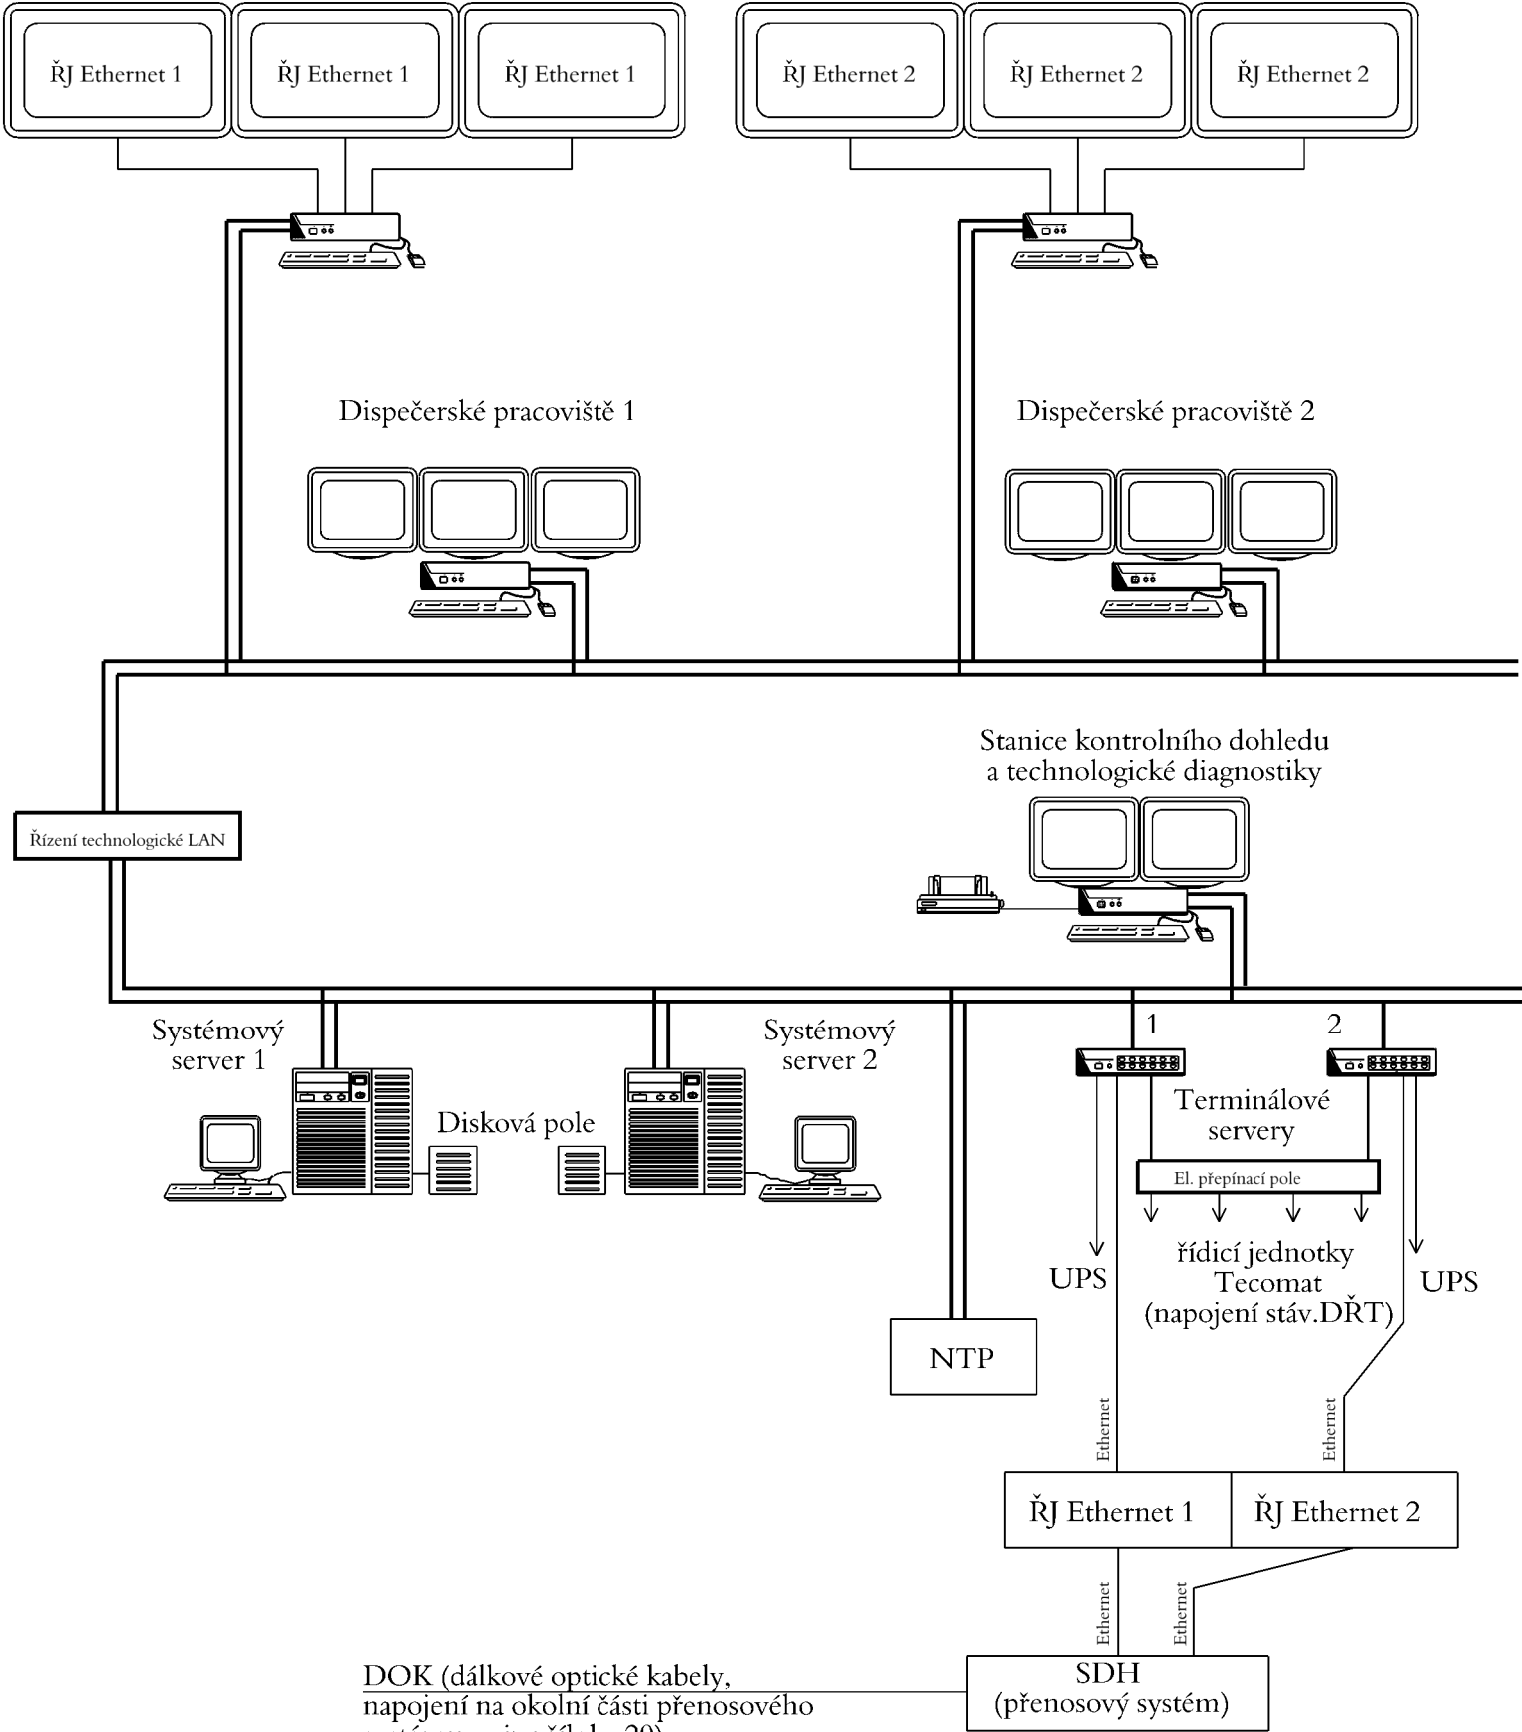 ŘJ Ethernet 1
ŘJ Ethernet 1
ŘJ Ethernet 1
ŘJ Ethernet 2
ŘJ Ethernet 2
ŘJ Ethernet 2
Dispečerské pracoviště 1
Dispečerské pracoviště 2
Stanice kontrolního dohledu
a technologické diagnostiky
Řízení technologické LAN
Systémový
server 1
Systémový
server 2
1
2
Disková pole
Terminálové
servery
El. přepínací pole
UPS
řídicí jednotky
Tecomat
(napojení stáv.DŘT)
UPS
NTP
Ethernet
Ethernet
ŘJ Ethernet 1
ŘJ Ethernet 2
Ethernet
Ethernet
SDH
(přenosový systém)
DOK (dálkové optické kabely,
napojení na okolní části přenosového